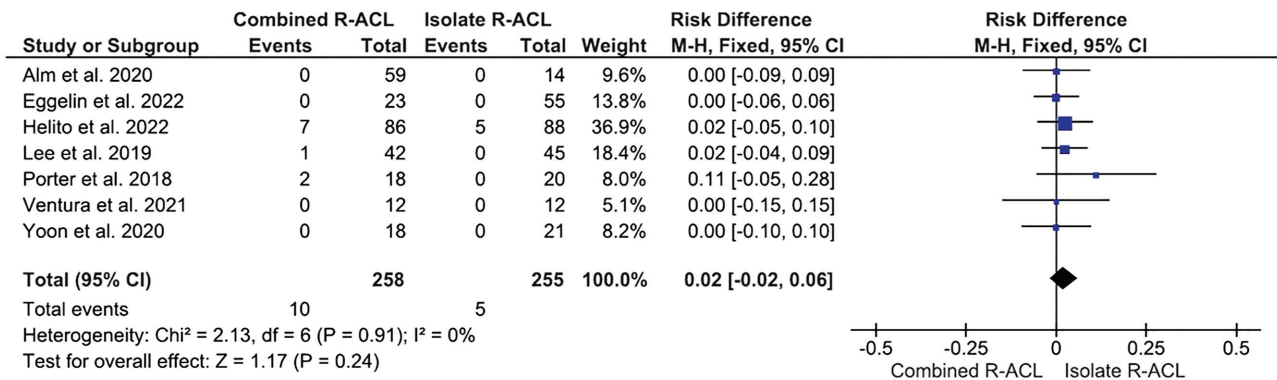 Combined R-ACL Isolate R-ACL Risk Difference Risk Difference
Study or Subgroup Events Total Events Total Weight M-H, Fixed, 95% CI M-H, Fixed, 95% CI
Alm et al. 2020 0 59 0 14 9.6% 0.00 [-0.09, 0.09]
Eggelin et al. 2022 0 23 0 55 13.8% 0.00 [-0.06, 0.06]
Helito et al. 2022 7 86 5 88 36.9% 0.02 [-0.05, 0.10]
Lee et al. 2019 1 42 0 45 18.4% 0.02 [-0.04, 0.09]
Porter et al. 2018 2 18 0 20 8.0% 0.11 [-0.05, 0.28]
Ventura et al. 2021 0 12 0 12 5.1% 0.00 [-0.15, 0.15]
Yoon et al. 2020 0 18 0 21 8.2% 0.00 [-0.10, 0.10]
Total (95% CI) 258 255 100.0% 0.02 [-0.02, 0.06]
Total events 10 5
Heterogeneity: Chi² = 2.13, df = 6 (P = 0.91); I² = 0%
Test for overall effect: Z = 1.17 (P = 0.24)
-0.5 -0.25 0 0.25 0.5
Combined R-ACL Isolate R-ACL